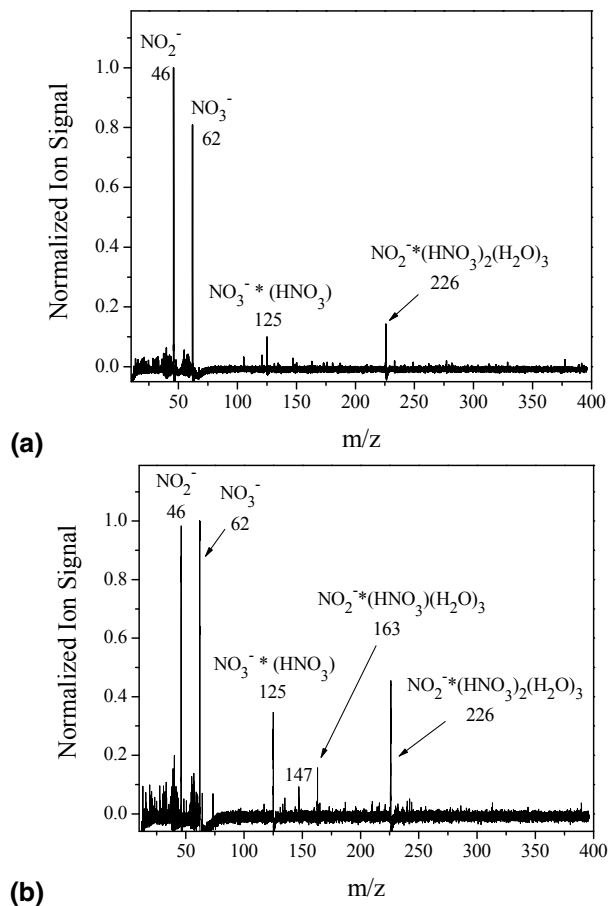 NO₂⁻
46
NO₃⁻
62
NO₂⁻*(HNO₃)₂(H₂O)₃
226
NO₃⁻ * (HNO₃)
125
Normalized Ion Signal
1.0
0.8
0.6
0.4
0.2
0.0
50 100 150 200 250 300 350 400
m/z
(a)
NO₂⁻
46
NO₃⁻
62
NO₂⁻*(HNO₃)(H₂O)₃
163
NO₃⁻ * (HNO₃)
125
NO₂⁻*(HNO₃)₂(H₂O)₃
226
147
Normalized Ion Signal
1.0
0.8
0.6
0.4
0.2
0.0
50 100 150 200 250 300 350 400
m/z
(b)